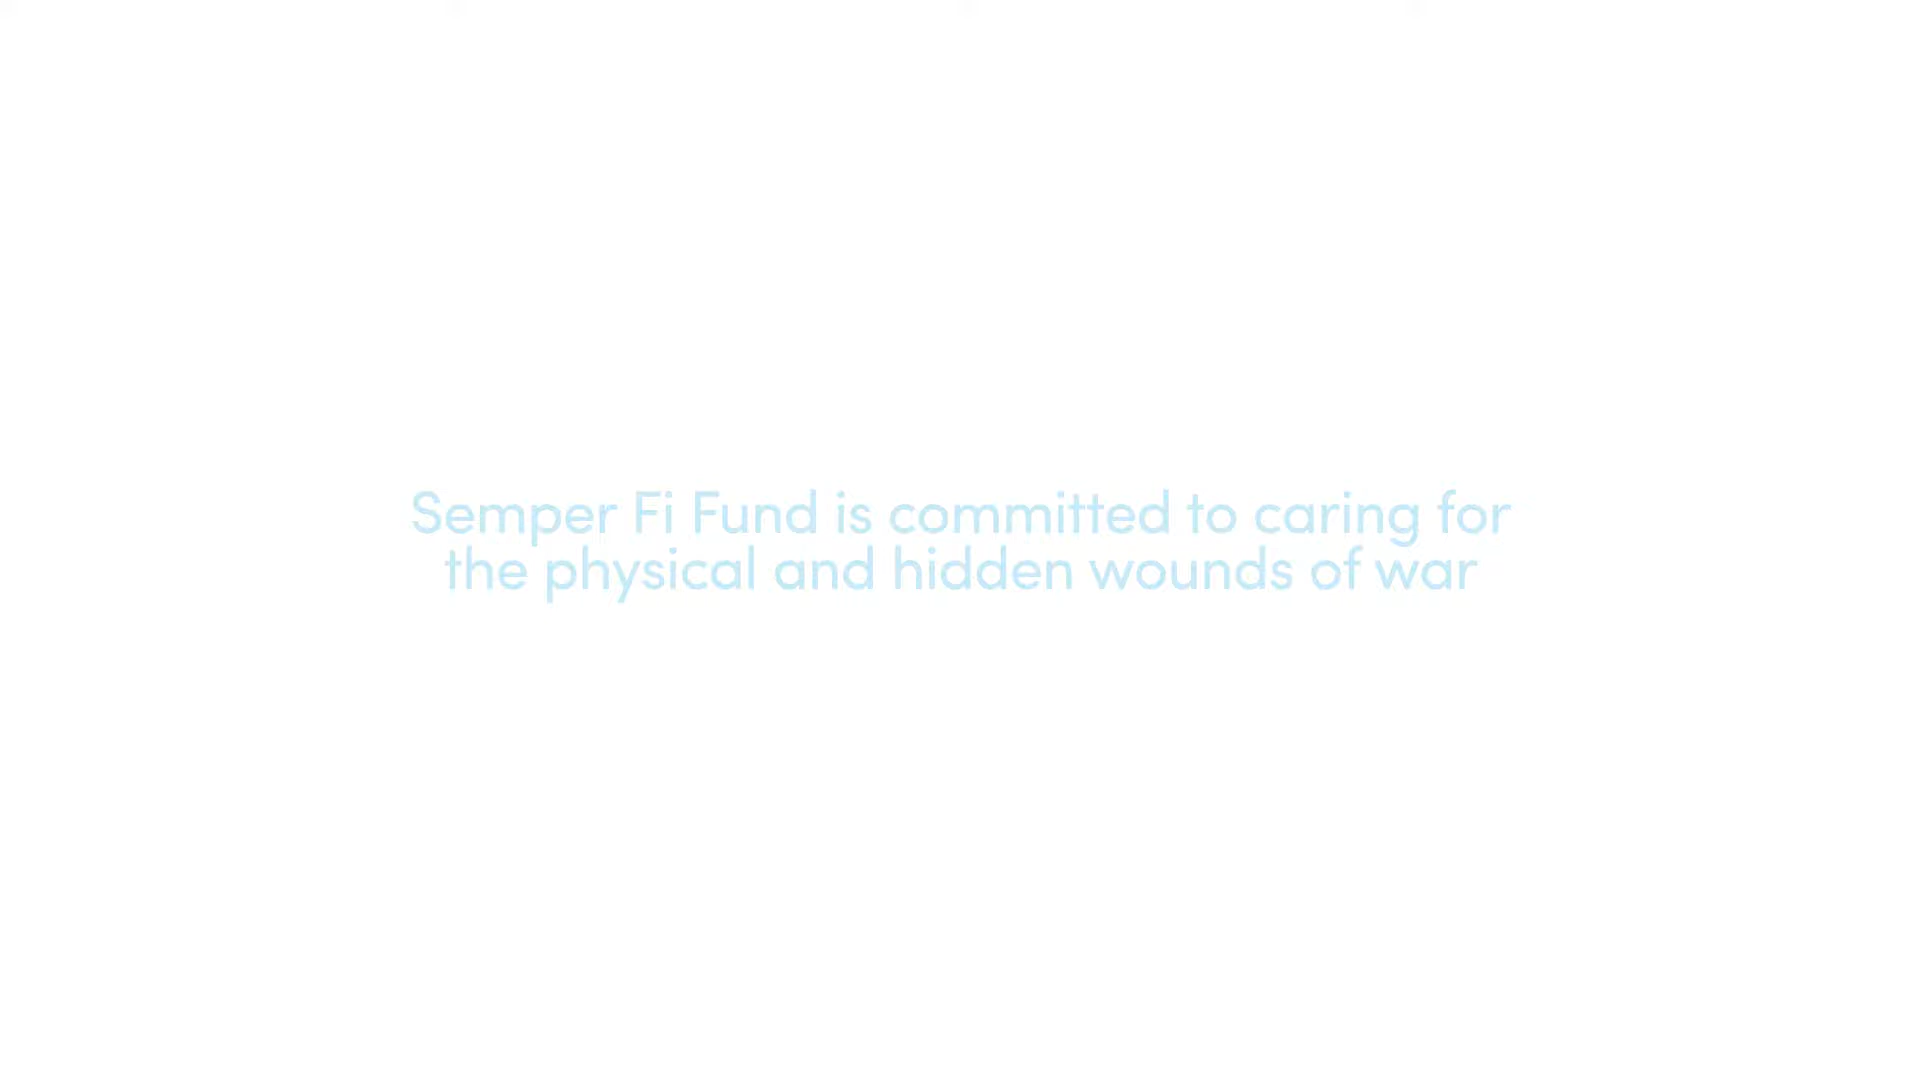 Semper Fi Fund is committed to caring for
the physical and hidden wounds of war